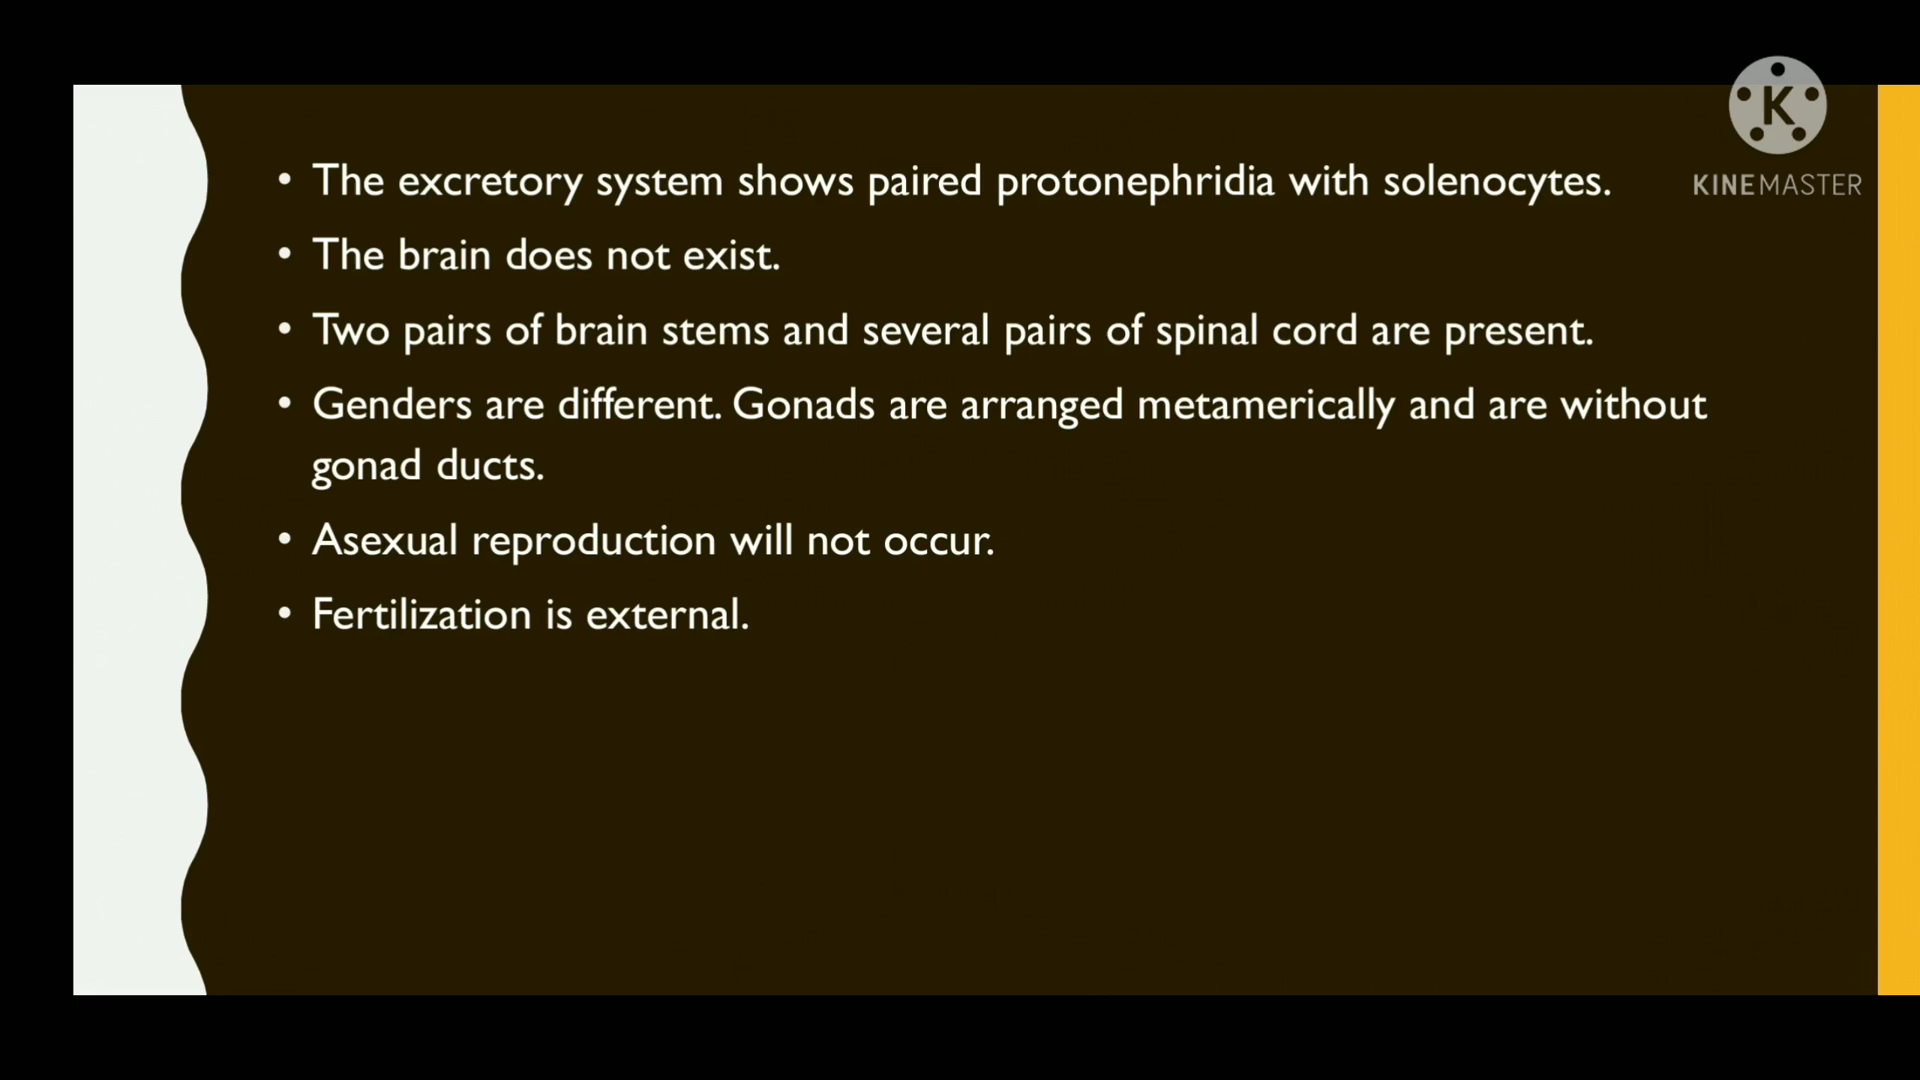 K
KINEMASTER
• The excretory system shows paired protonephridia with solenocytes.
• The brain does not exist.
• Two pairs of brain stems and several pairs of spinal cord are present.
• Genders are different. Gonads are arranged metamerically and are without
gonad ducts.
• Asexual reproduction will not occur.
• Fertilization is external.